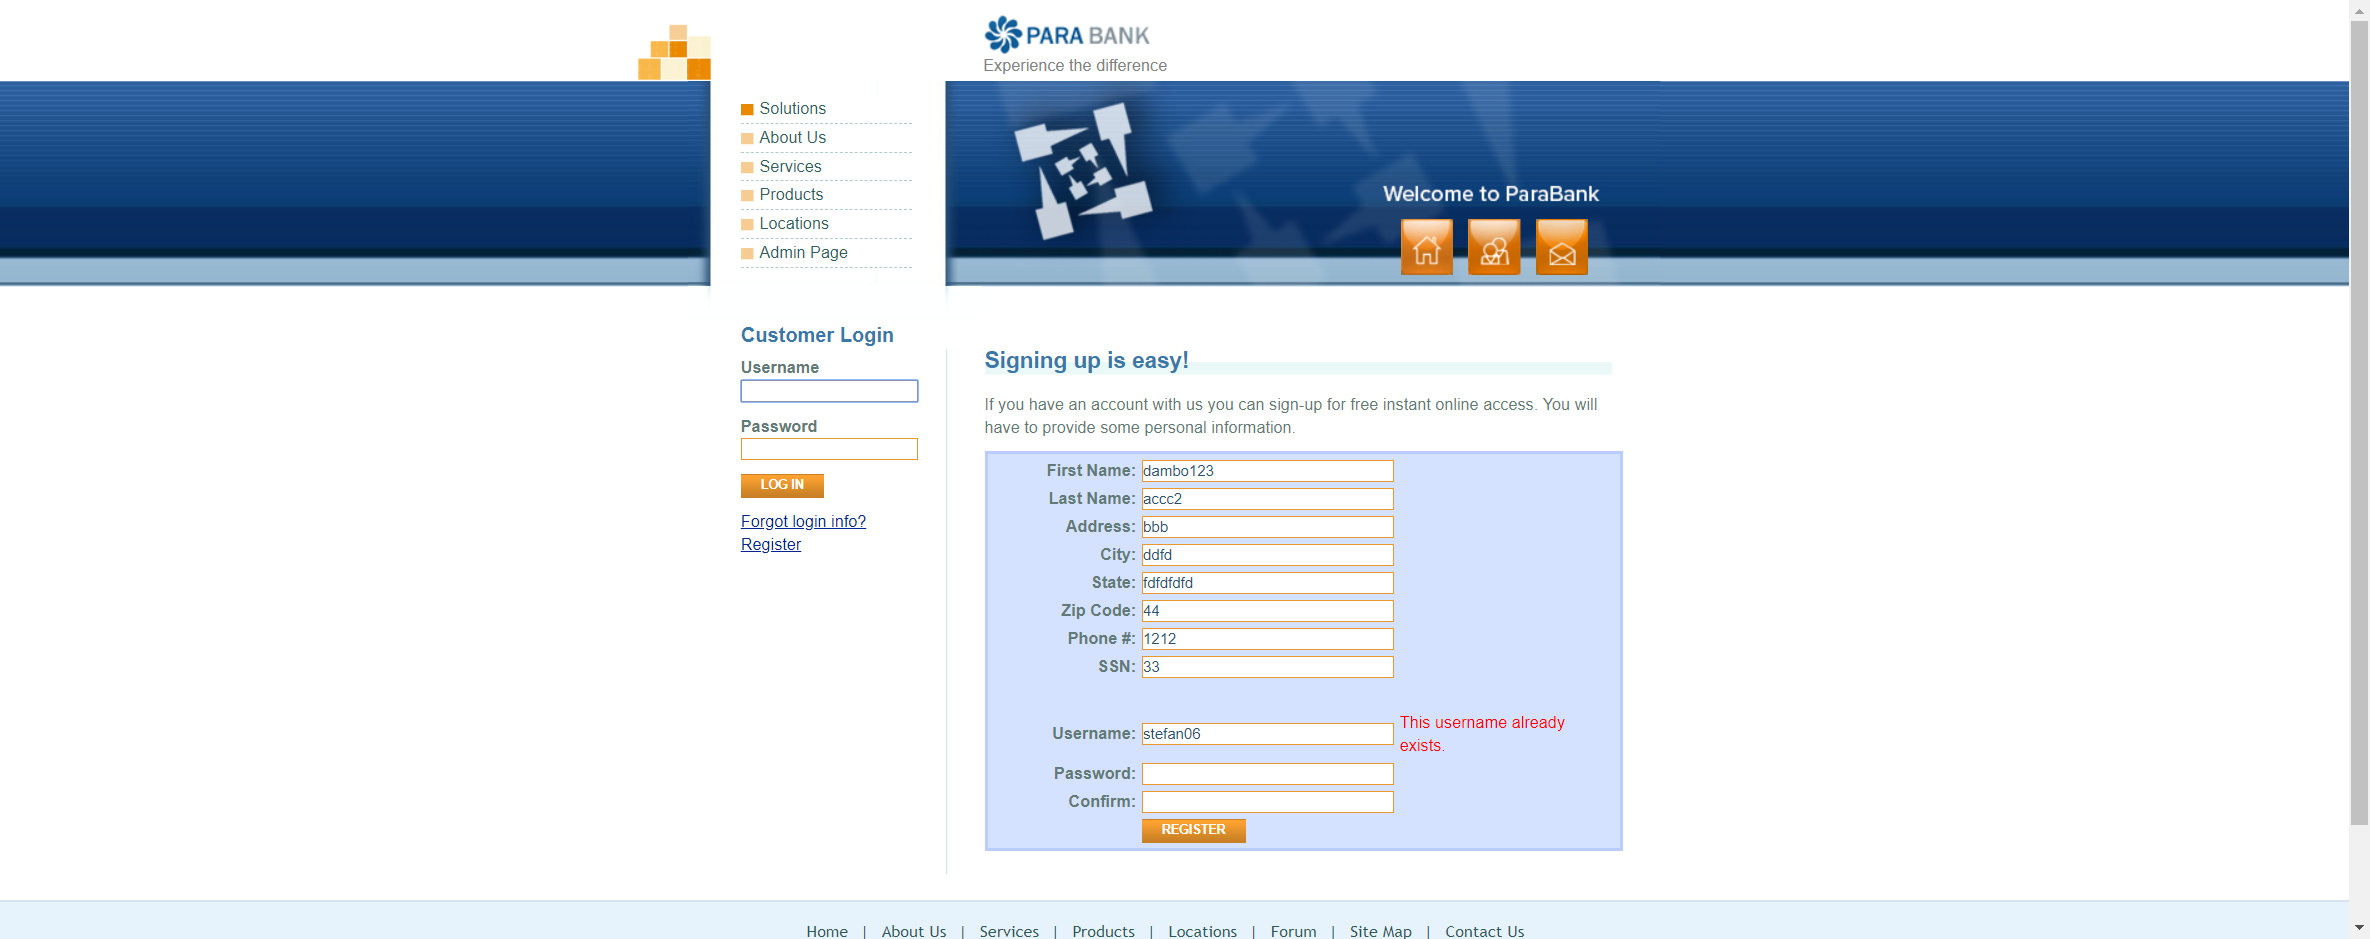 PARA BANK
Experience the difference
Solutions
About Us
Services
Products
Locations
Admin Page
Welcome to ParaBank
Customer Login
Username
Password
LOG IN
Forgot login info?
Register
Signing up is easy!
If you have an account with us you can sign-up for free instant online access. You will
have to provide some personal information.
First Name: dambo123
Last Name: accc2
Address: bbb
City: ddfd
State: fdfdfdfd
Zip Code: 44
Phone #: 1212
SSN: 33
Username: stefan06 This username already
exists.
Password:
Confirm:
REGISTER
Home | About Us | Services | Products | Locations | Forum | Site Map | Contact Us